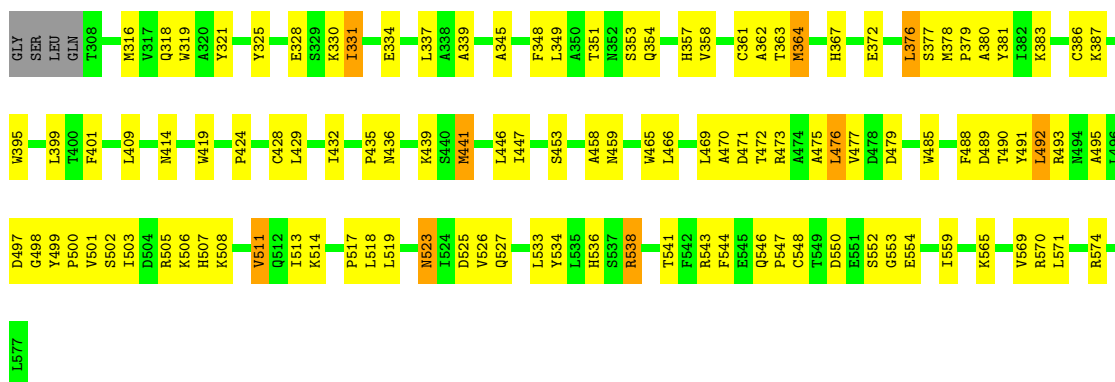 GLY SER LEU GLN T308 M316 V317 Q318 W319 A320 Y321 Y325 E328 S329 K330 I331 E334 L337 A338 A339 A345 F348 L349 A350 T351 N352 S353 Q354 H357 V358 C361 A362 T363 M364 H367 E372 L376 S377 M378 P379 A380 Y381 I382 K383 C386 K387
W395 L399 T400 F401 L409 N414 W419 P424 C428 L429 I432 P435 N436 K439 S440 M441 L446 I447 S453 A458 N459 W465 L466 L469 A470 D471 T472 R473 A474 A475 L476 V477 D478 D479 W485 F488 D489 T490 Y491 L492 R493 N494 A495 L496
D497 G498 Y499 P500 V501 S502 I503 D504 R505 K506 H507 K508 V511 Q512 I513 K514 P517 L518 L519 N523 I524 D525 V526 Q527 L533 Y534 L535 H536 S537 R538 T541 F542 R543 F544 E545 Q546 P547 C548 T549 D550 E551 S552 G553 E554 I559 K565 V569 R570 L571 R574
L577